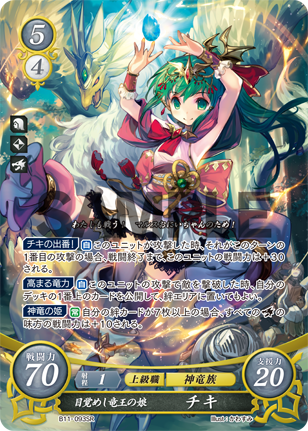 5
4
SAMPLE
わたしも戦う! マルスおにいちゃんのため!
チキの出番! 自 このユニットが攻撃した時、それがこのターンの
1番目の攻撃の場合、戦闘終了まで、このユニットの戦闘力は+30
される。
高まる竜力 自 このユニットの攻撃で敵を撃破した時、自分の
デッキの1番上のカードを公開して、絆エリアに置いてもよい。
神竜の姫 常 自分の絆カードが7枚以上の場合、すべての
の味方の戦闘力は+10される。
戦闘力 70
射程 1 上級職 神竜族
支援力 20
目覚めし竜王の娘 チキ
B11-093SR
Illust：かわすみ